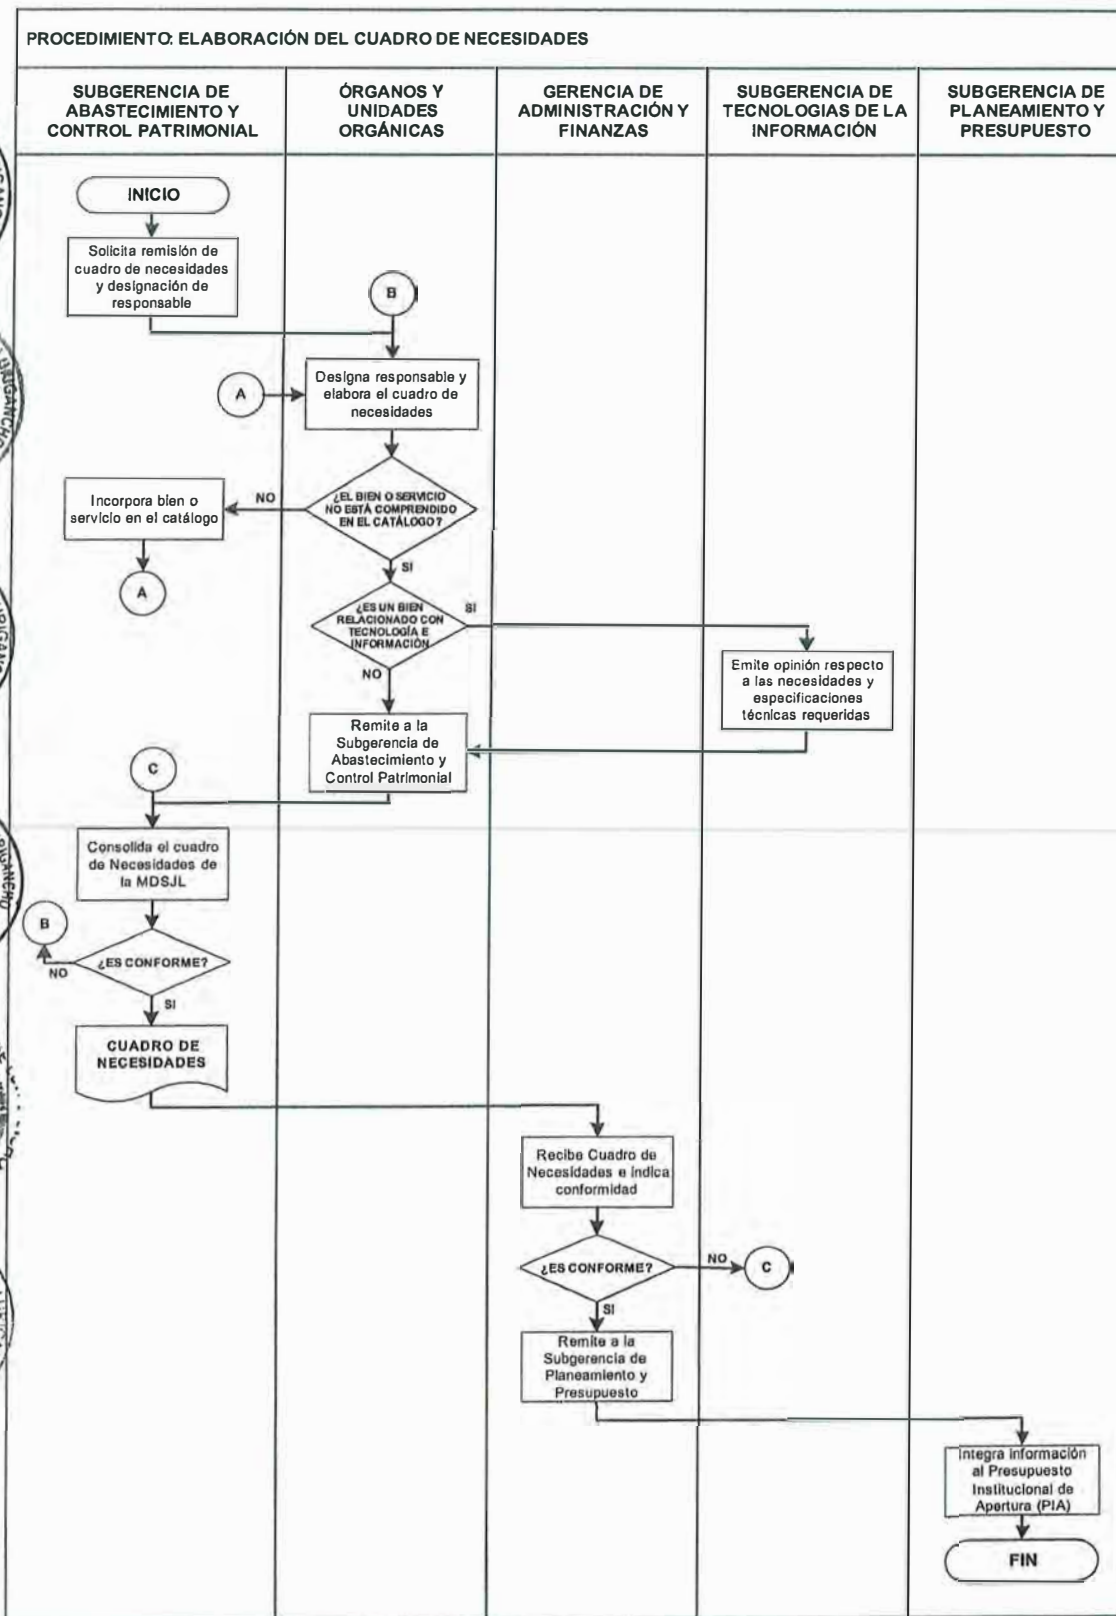 PROCEDIMIENTO: ELABORACIÓN DEL CUADRO DE NECESIDADES
SUBGERENCIA DE
ABASTECIMIENTO Y
CONTROL PATRIMONIAL
ÓRGANOS Y
UNIDADES
ORGÁNICAS
GERENCIA DE
ADMINISTRACIÓN Y
FINANZAS
SUBGERENCIA DE
TECNOLOGIAS DE LA
INFORMACIÓN
SUBGERENCIA DE
PLANEAMIENTO Y
PRESUPUESTO
INICIO
Solicita remisión de
cuadro de necesidades
y designación de
responsable
B
A
Designa responsable y
elabora el cuadro de
necesidades
¿EL BIEN O SERVICIO
NO ESTÁ COMPRENDIDO
EN EL CATÁLOGO?
NO
Incorpora bien o
servicio en el catálogo
A
SI
¿ES UN BIEN
RELACIONADO CON
TECNOLOGÍA E
INFORMACIÓN
SI
NO
Emite opinión respecto
a las necesidades y
especificaciones
técnicas requeridas
Remite a la
Subgerencia de
Abastecimiento y
Control Patrimonial
C
Consolida el cuadro
de Necesidades de
la MDSJL
B
NO
¿ES CONFORME?
SI
CUADRO DE
NECESIDADES
Recibe Cuadro de
Necesidades e indica
conformidad
¿ES CONFORME?
NO
C
SI
Remite a la
Subgerencia de
Planeamiento y
Presupuesto
Integra información
al Presupuesto
Institucional de
Apertura (PIA)
FIN